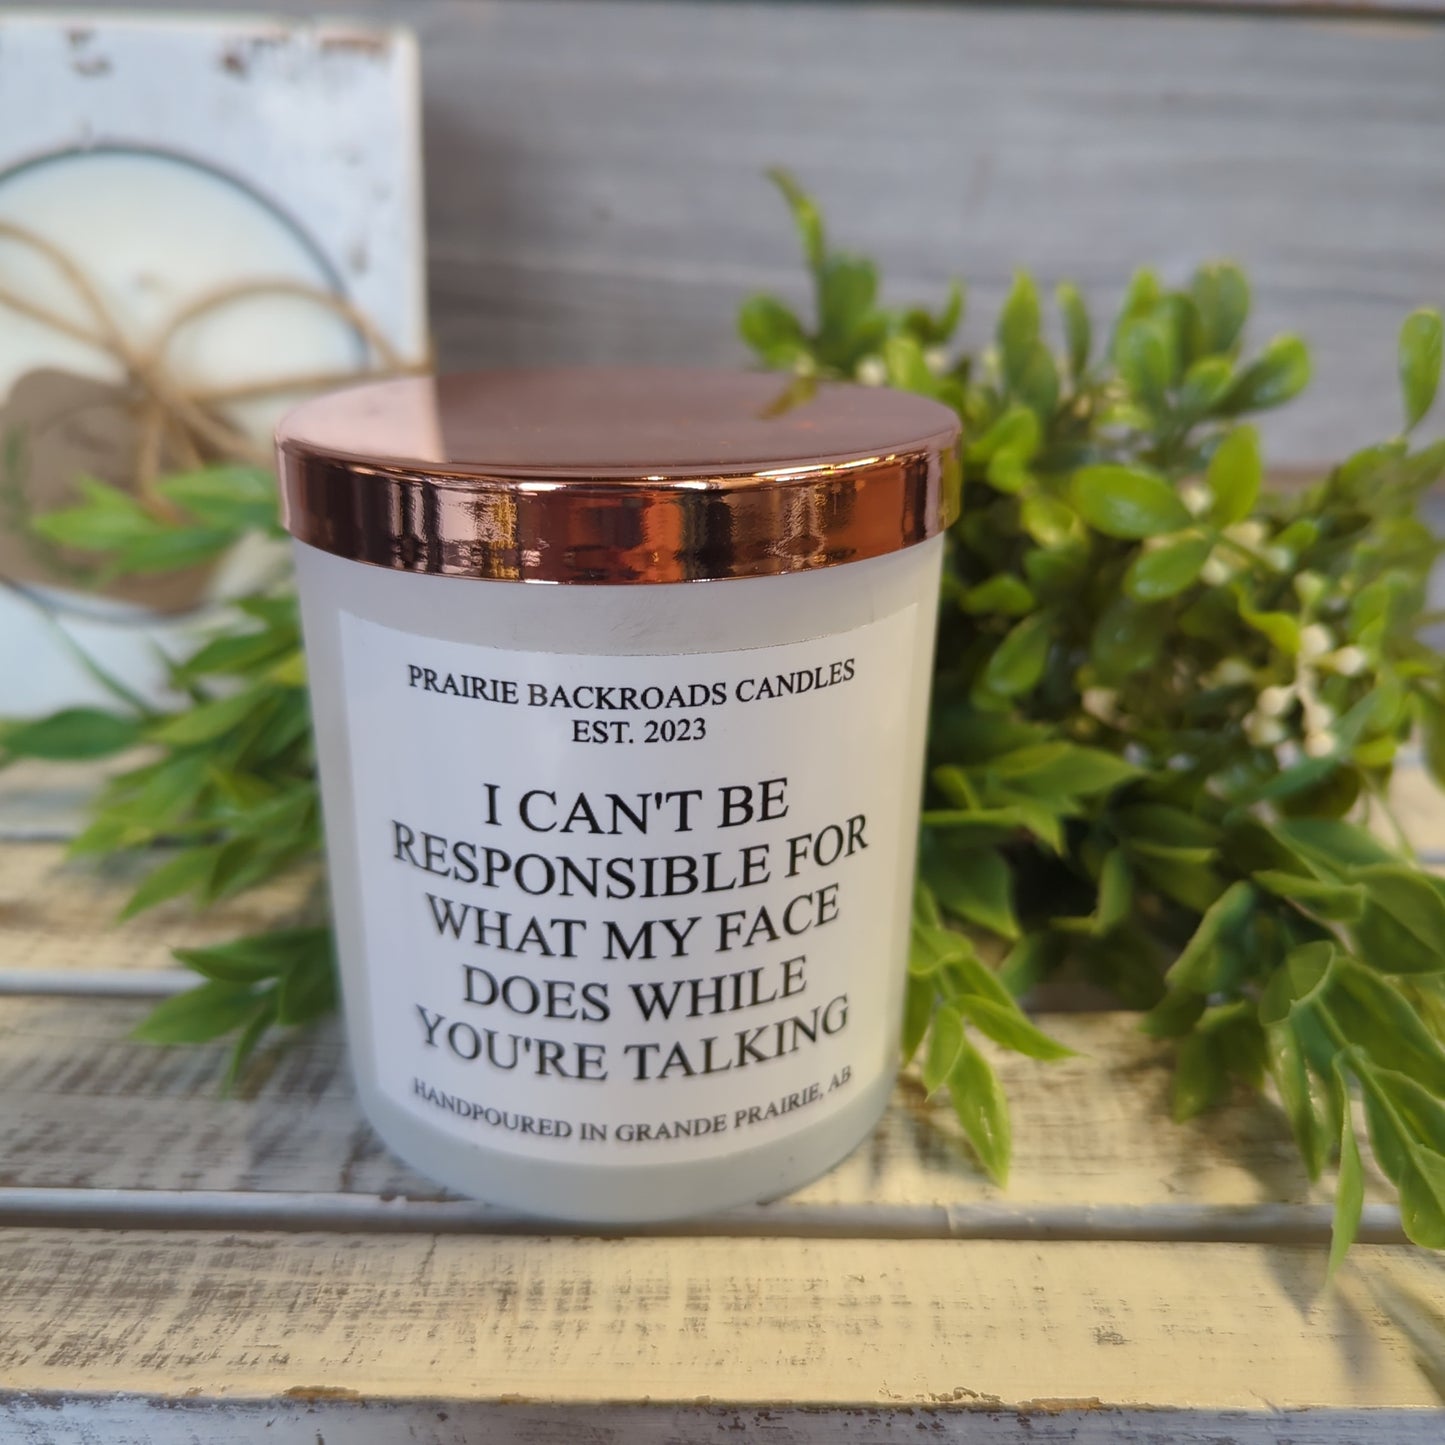 PRAIRIE BACKROADS CANDLES
EST. 2023
I CAN'T BE
RESPONSIBLE FOR
WHAT MY FACE
DOES WHILE
YOU'RE TALKING
HANDPOURED IN GRANDE PRAIRIE, AB